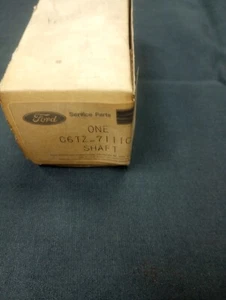 Ford Service Parts
ONE
C6TZ-7111C
SHAFT